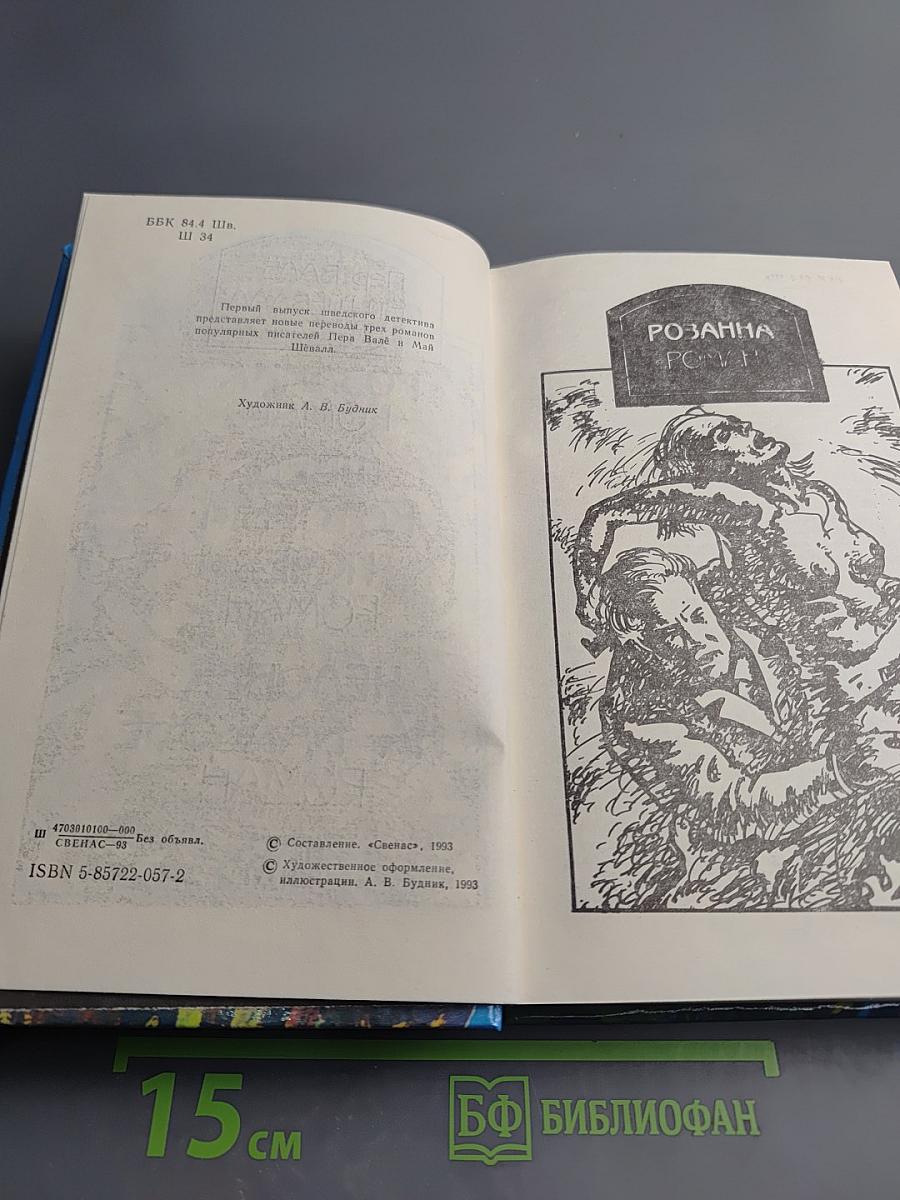 ББК 84.4 Шв.
Ш 34
Первый выпуск шведского детектива
представляет новые переводы трех романов
популярных писателей Пера Валё и Май
Шёвалл.
Художник А. В. Будник
Ш 4703010100—000 Без объявл.
СВЕНАС—93
ISBN 5-85722-057-2
© Составление. «Свенас», 1993
© Художественное оформление,
иллюстрации. А. В. Будник, 1993
РОЗАННА
РОМАН
15 см
БФ БИБЛИОФАН